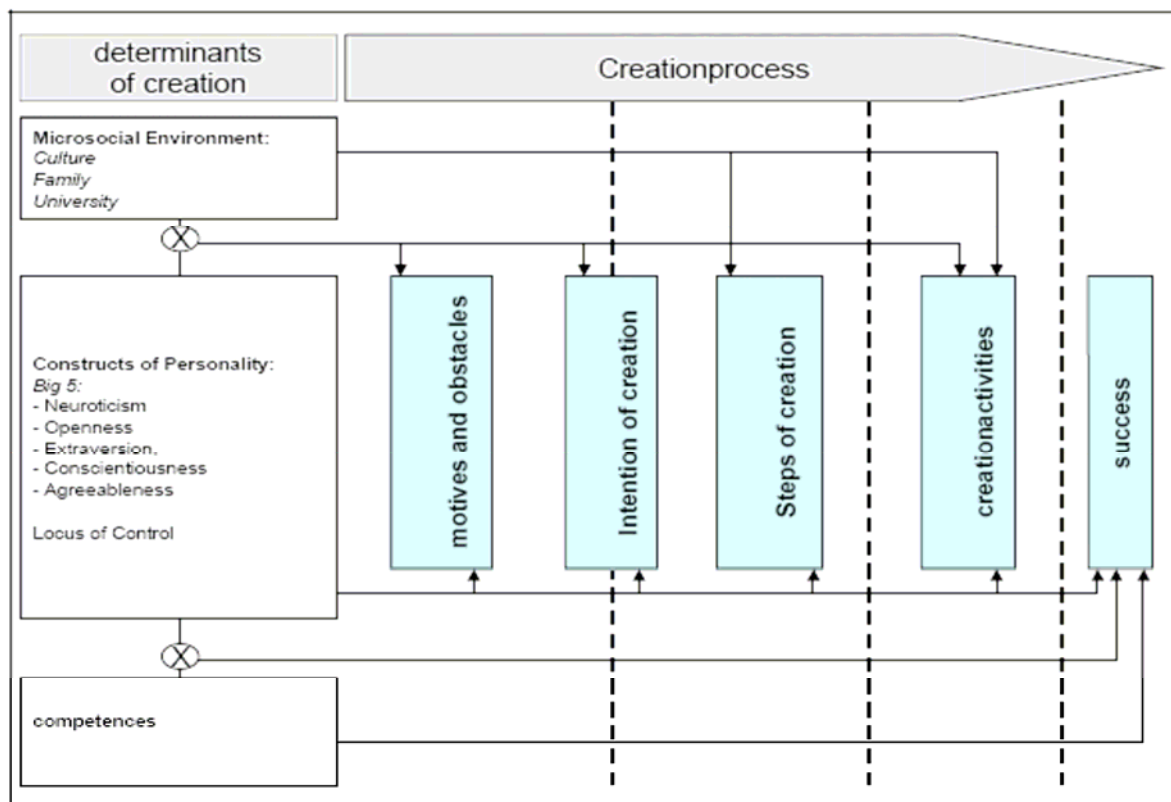 determinants
of creation
Creationprocess
Microsocial Environment:
Culture
Family
University
X
Constructs of Personality:
Big 5:
- Neuroticism
- Openness
- Extraversion,
- Conscientiousness
- Agreeableness
Locus of Control
X
competences
motives and obstacles
Intention of creation
Steps of creation
creationactivities
success